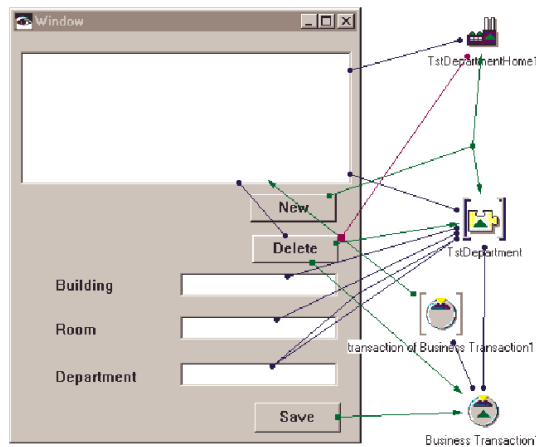 Window
TstDepartmentHome1
New
Delete
TstDepartment
Building
Room
transaction of Business Transaction1
Department
Save
Business Transaction1